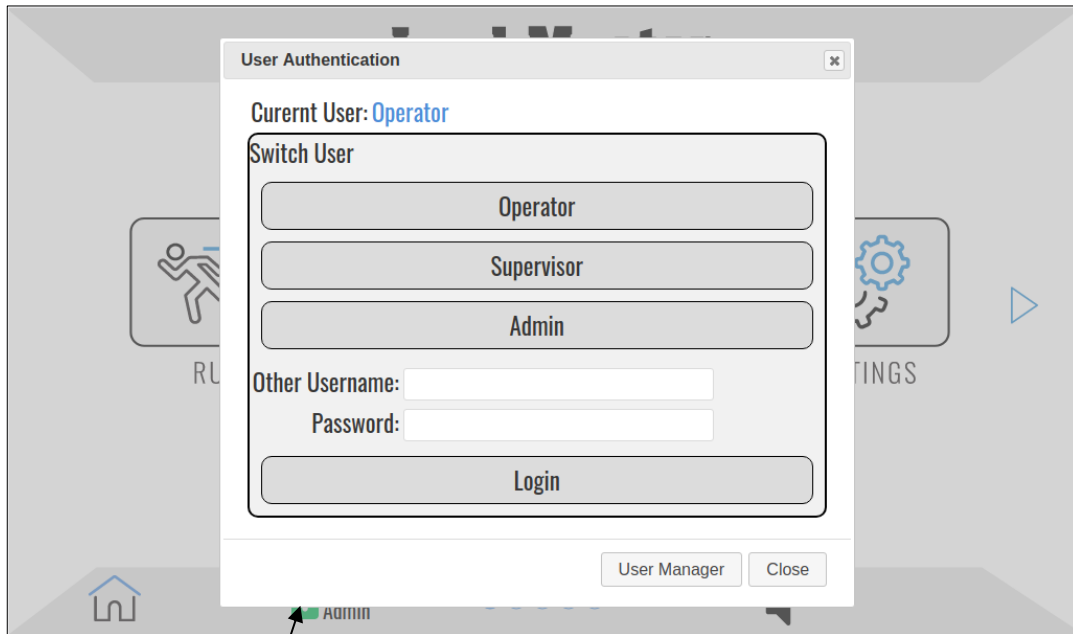 User Authentication
Curernt User: Operator
Switch User
Operator
Supervisor
Admin
RU
TINGS
Other Username:
Password:
Login
User Manager
Close
Admin